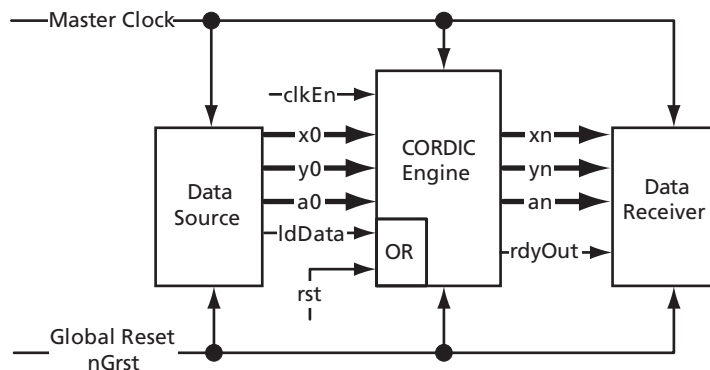 Master Clock
clkEn
x0
y0
a0
ldData
rst
Data
Source
CORDIC
Engine
OR
xn
yn
an
rdyOut
Data
Receiver
Global Reset
nGrst